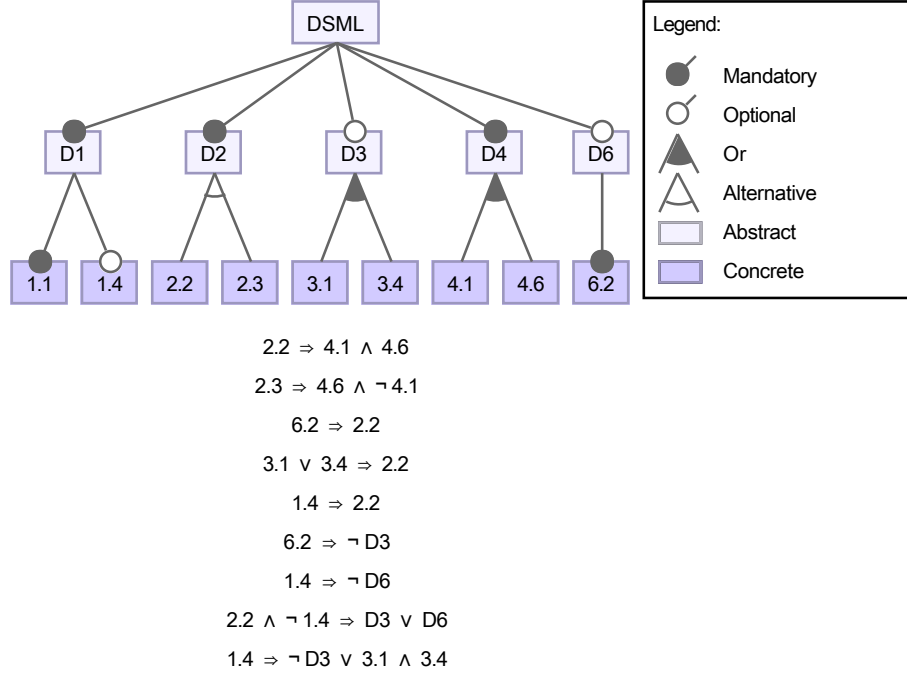 DSML
Legend:
Mandatory
Optional
Or
Alternative
Abstract
Concrete
D1 D2 D3 D4 D6
1.1 1.4 2.2 2.3 3.1 3.4 4.1 4.6 6.2
2.2 ⇒ 4.1 ∧ 4.6
2.3 ⇒ 4.6 ∧ ¬ 4.1
6.2 ⇒ 2.2
3.1 ∨ 3.4 ⇒ 2.2
1.4 ⇒ 2.2
6.2 ⇒ ¬ D3
1.4 ⇒ ¬ D6
2.2 ∧ ¬ 1.4 ⇒ D3 ∨ D6
1.4 ⇒ ¬ D3 ∨ 3.1 ∧ 3.4